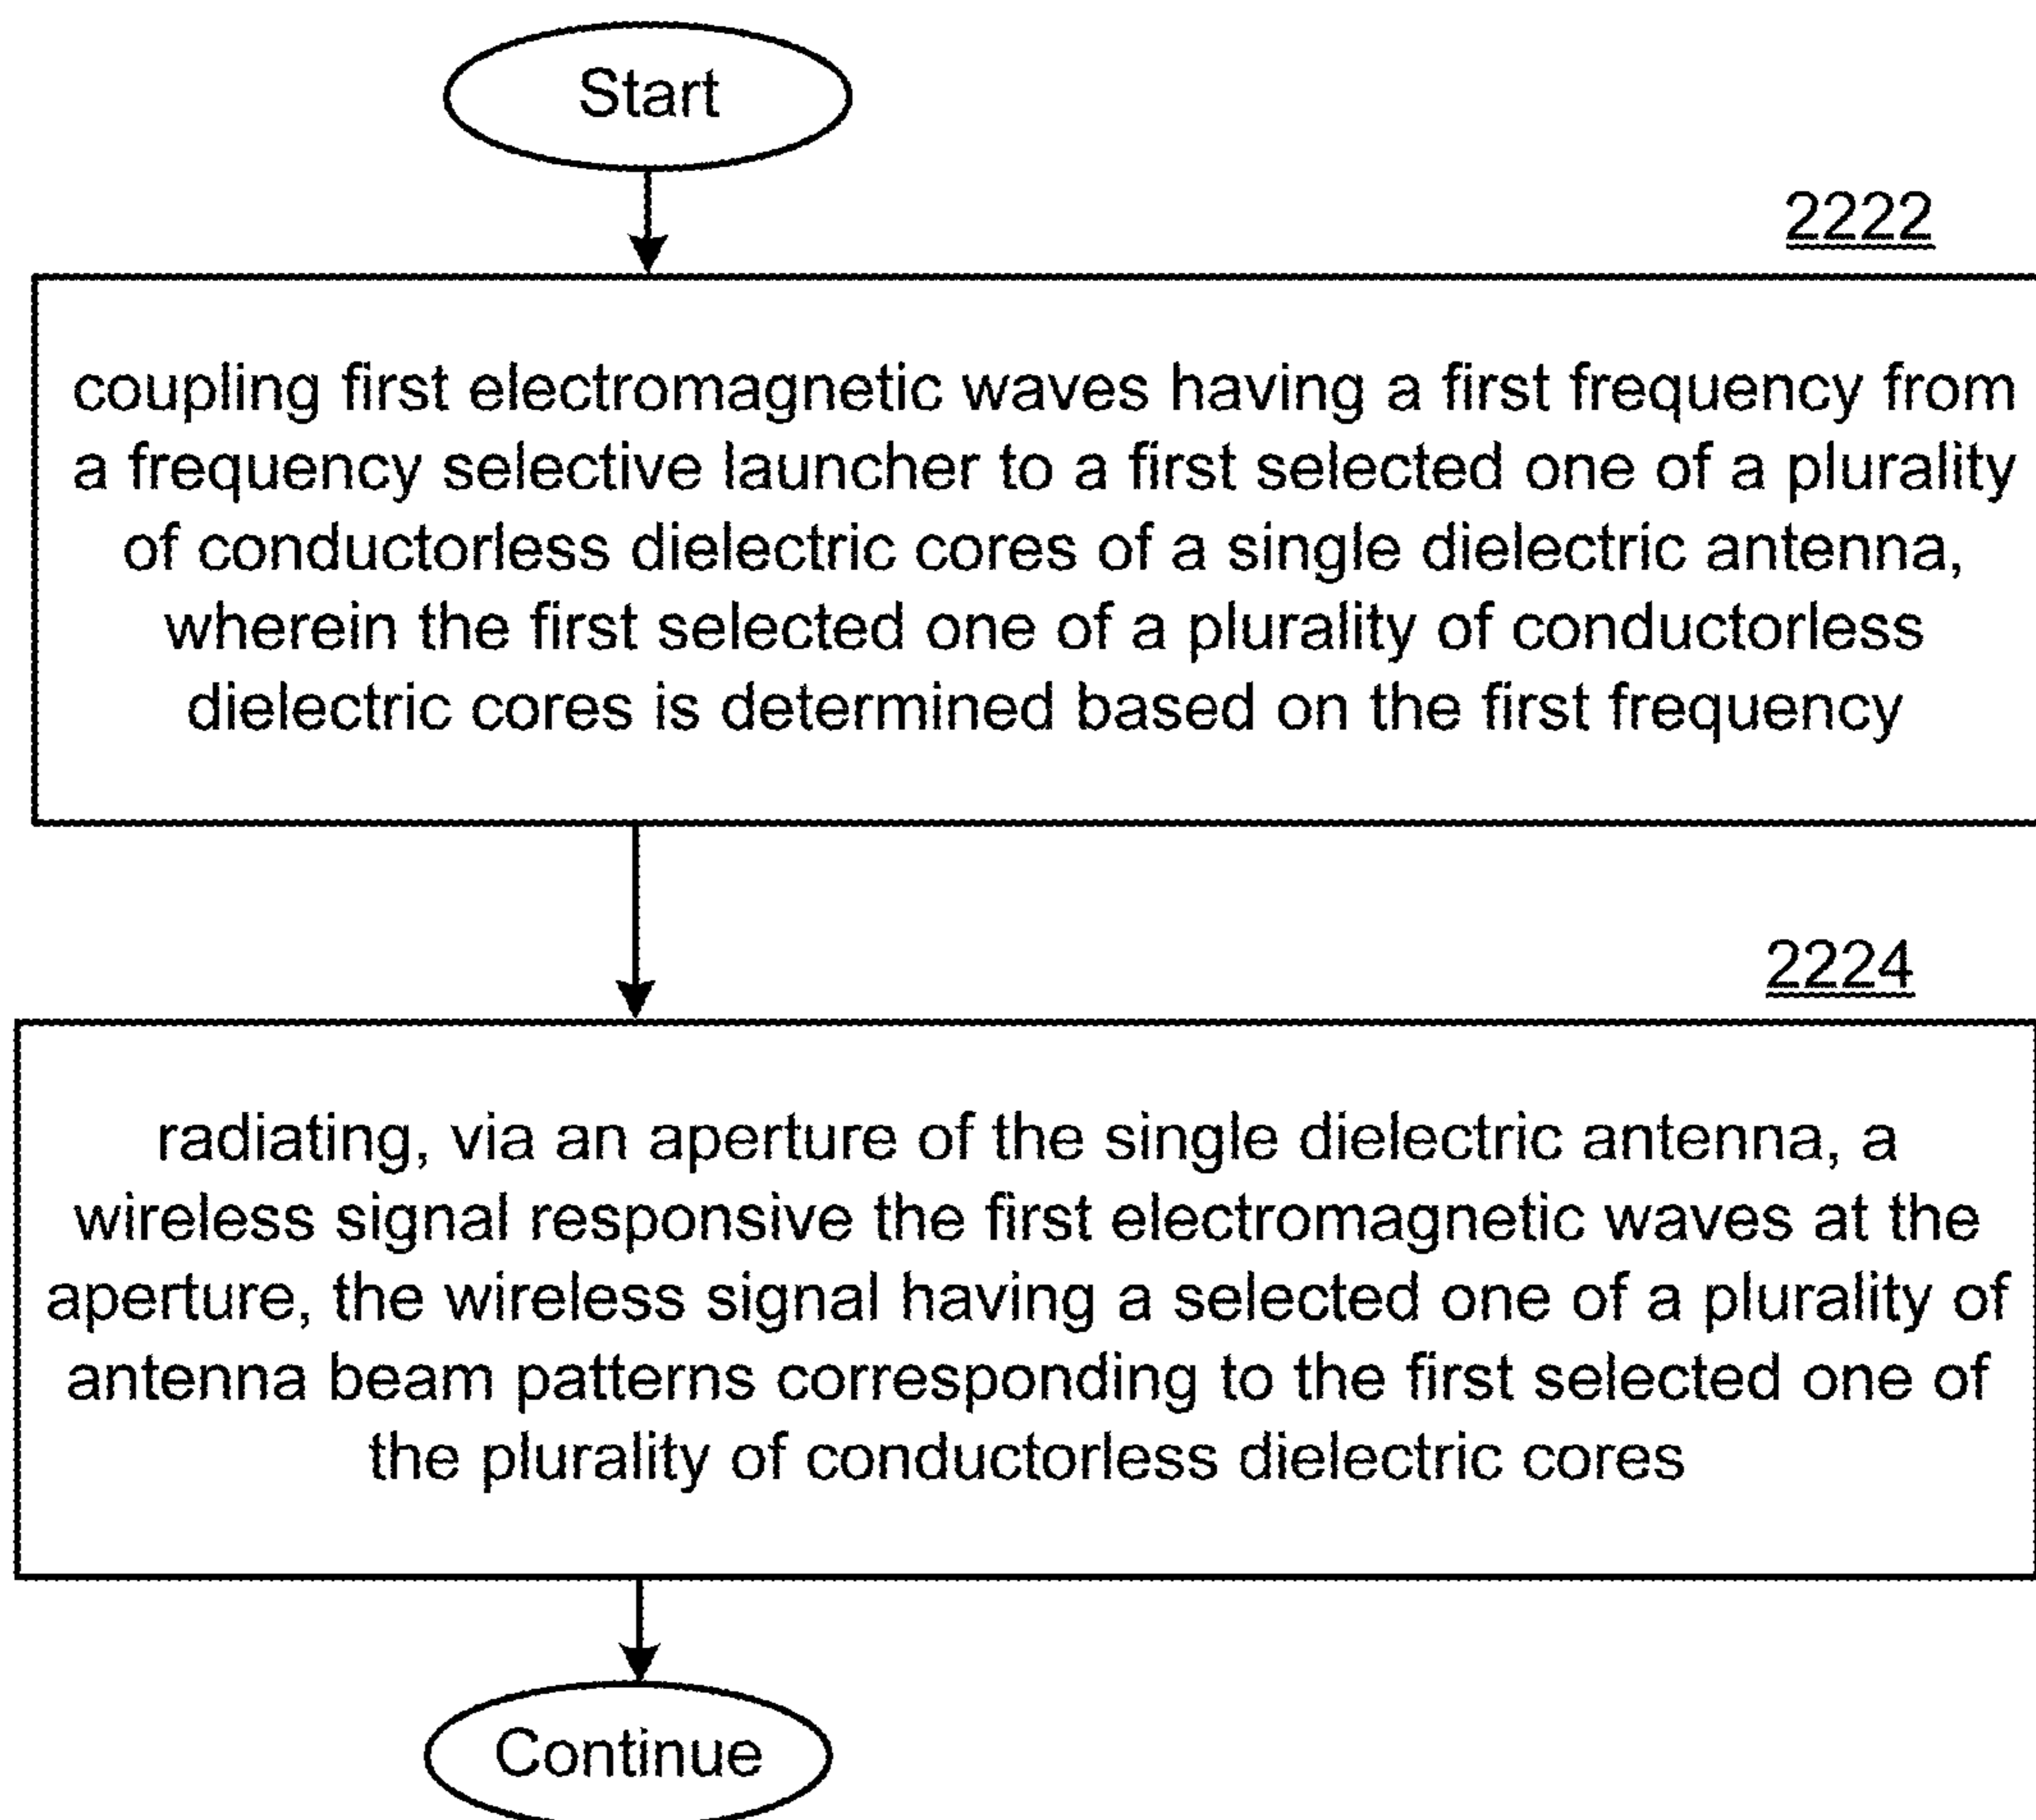 Start
2222
coupling first electromagnetic waves having a first frequency from
a frequency selective launcher to a first selected one of a plurality
of conductorless dielectric cores of a single dielectric antenna,
wherein the first selected one of a plurality of conductorless
dielectric cores is determined based on the first frequency
2224
radiating, via an aperture of the single dielectric antenna, a
wireless signal responsive the first electromagnetic waves at the
aperture, the wireless signal having a selected one of a plurality of
antenna beam patterns corresponding to the first selected one of
the plurality of conductorless dielectric cores
Continue